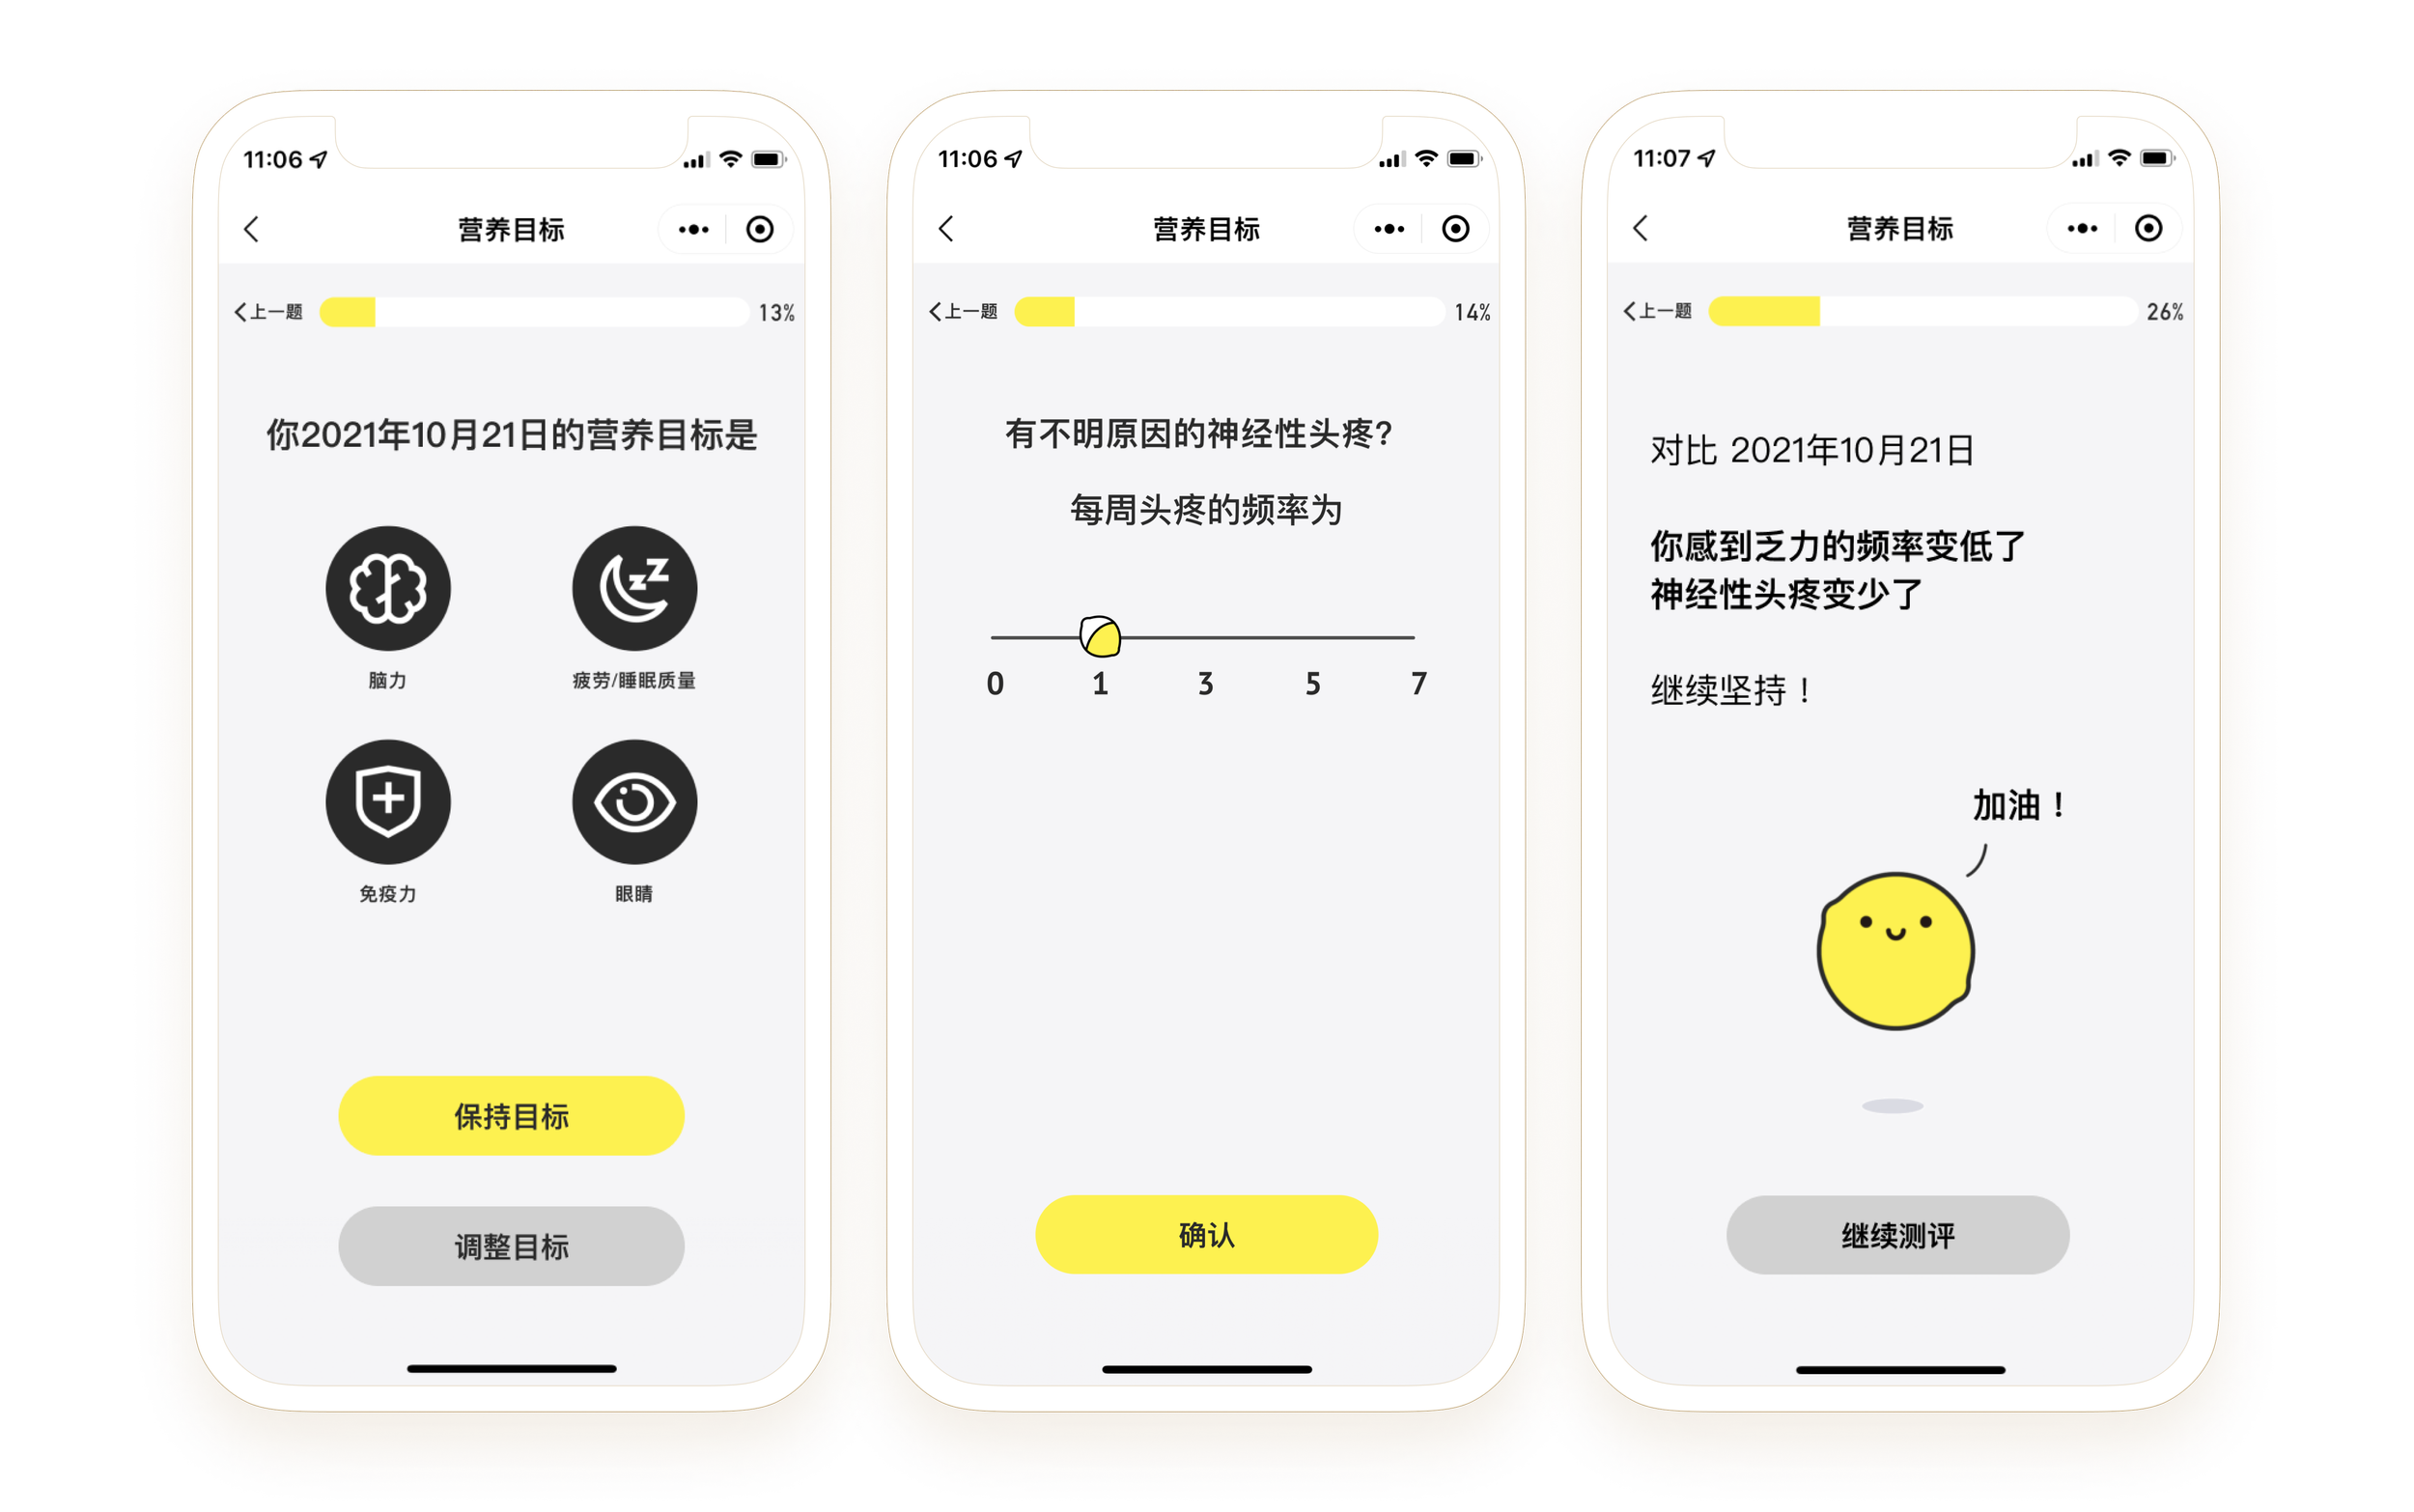 11:06
营养目标
上一题
13%
你2021年10月21日的营养目标是
脑力
疲劳/睡眠质量
免疫力
眼睛
保持目标
调整目标
11:06
营养目标
上一题
14%
有不明原因的神经性头疼?
每周头疼的频率为
0 1 3 5 7
确认
11:07
营养目标
上一题
26%
对比 2021年10月21日
你感到乏力的频率变低了
神经性头疼变少了
继续坚持！
加油！
继续测评